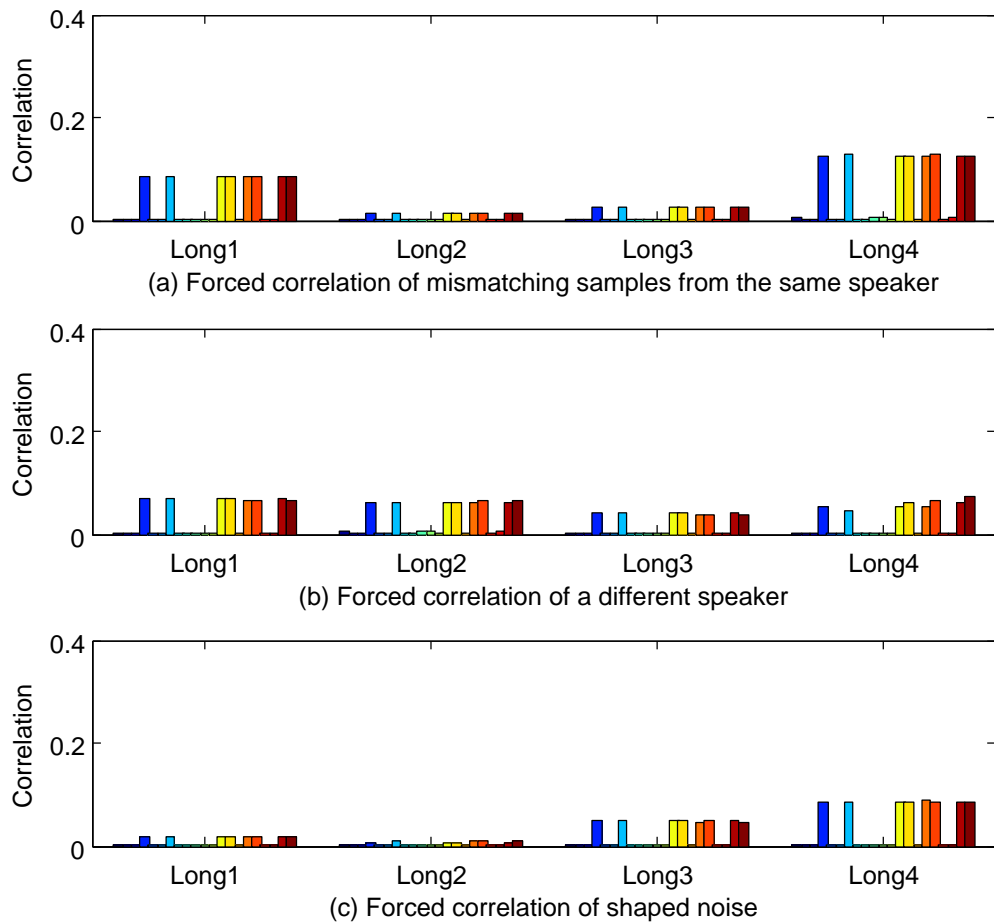 0.4
Correlation
0.2
0
Long1 Long2 Long3 Long4
(a) Forced correlation of mismatching samples from the same speaker
0.4
Correlation
0.2
0
Long1 Long2 Long3 Long4
(b) Forced correlation of a different speaker
0.4
Correlation
0.2
0
Long1 Long2 Long3 Long4
(c) Forced correlation of shaped noise